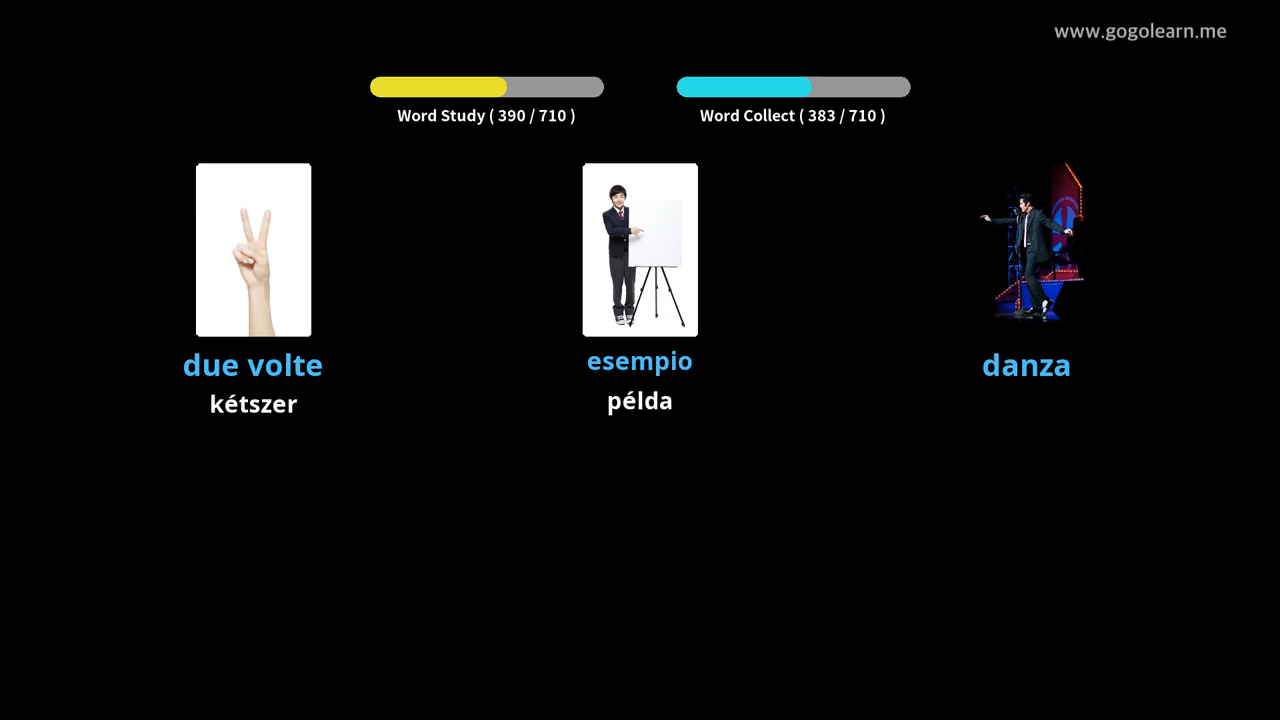 www.gogolearn.me
Word Study ( 390 / 710 )
Word Collect ( 383 / 710 )
due volte
kétszer
esempio
példa
danza